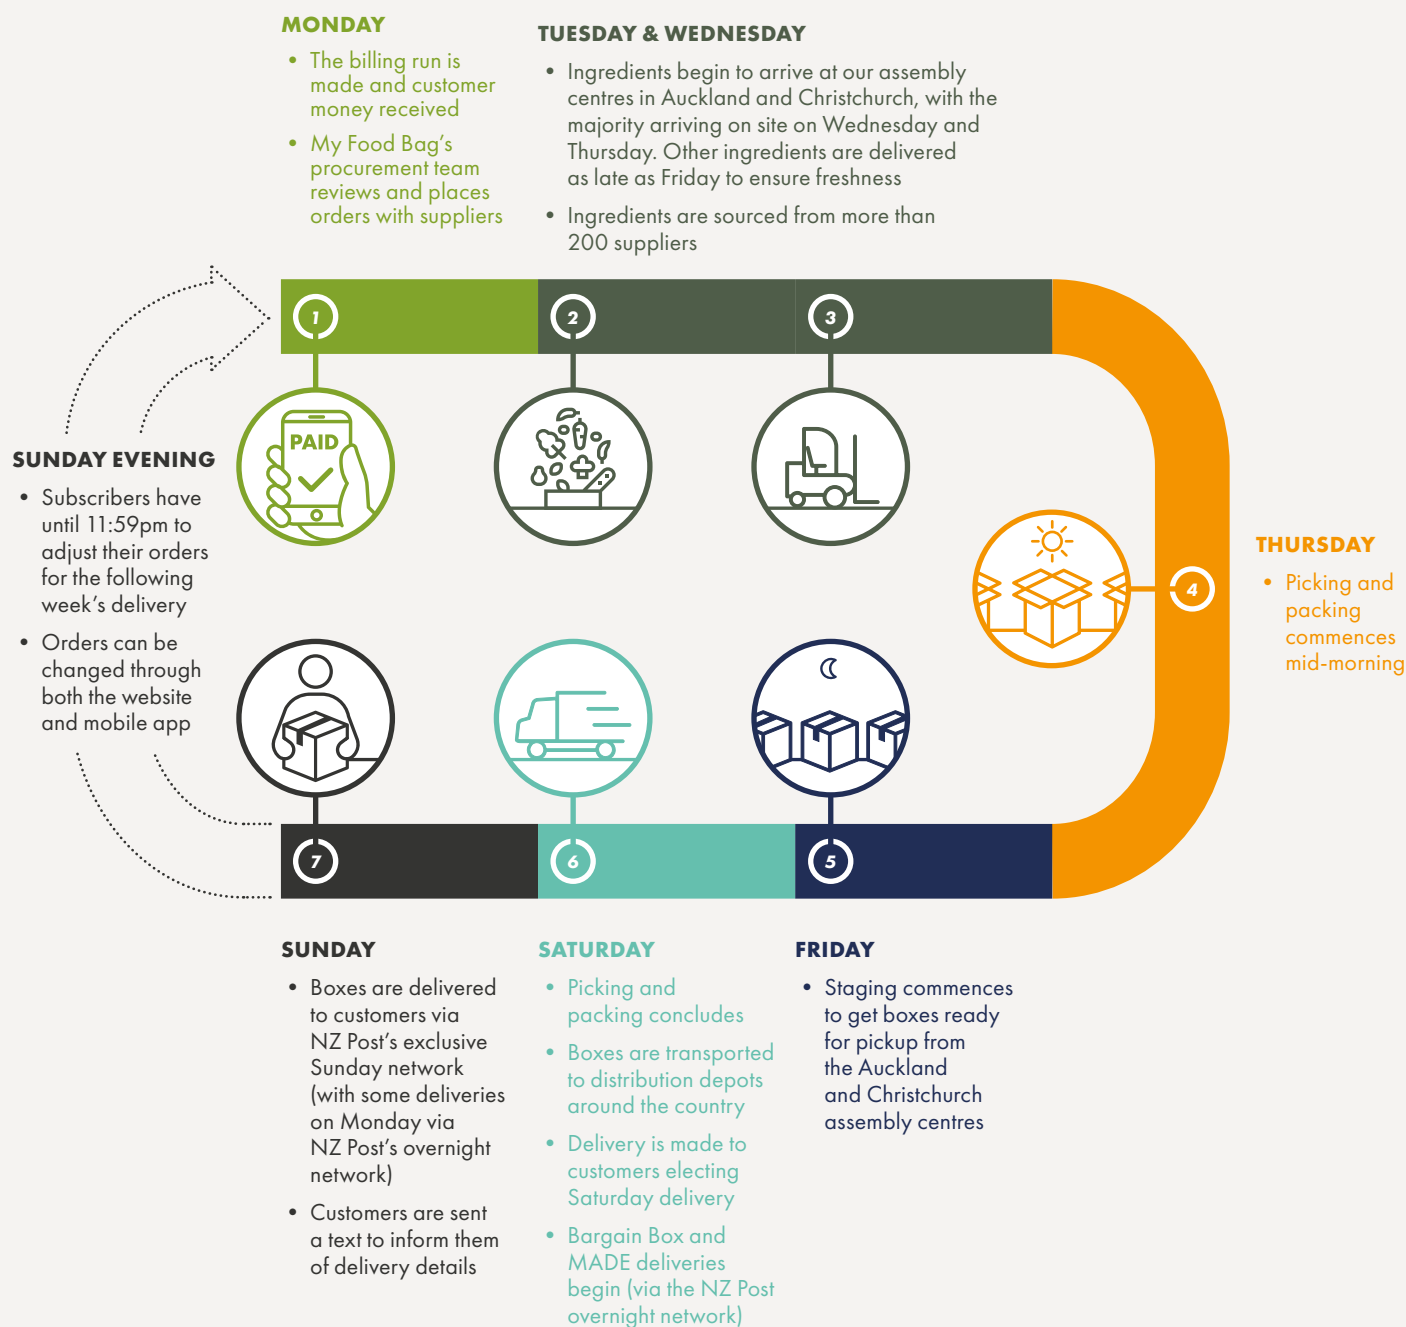 MONDAY
• The billing run is
made and customer
money received
• My Food Bag's
procurement team
reviews and places
orders with suppliers
TUESDAY & WEDNESDAY
• Ingredients begin to arrive at our assembly
centres in Auckland and Christchurch, with the
majority arriving on site on Wednesday and
Thursday. Other ingredients are delivered
as late as Friday to ensure freshness
• Ingredients are sourced from more than
200 suppliers
1
2
3
PAID
SUNDAY EVENING
• Subscribers have
until 11:59pm to
adjust their orders
for the following
week's delivery
• Orders can be
changed through
both the website
and mobile app
4
THURSDAY
• Picking and
packing
commences
mid-morning
7
6
5
SUNDAY
• Boxes are delivered
to customers via
NZ Post's exclusive
Sunday network
(with some deliveries
on Monday via
NZ Post's overnight
network)
• Customers are sent
a text to inform them
of delivery details
SATURDAY
• Picking and
packing concludes
• Boxes are transported
to distribution depots
around the country
• Delivery is made to
customers electing
Saturday delivery
• Bargain Box and
MADE deliveries
begin (via the NZ Post
overnight network)
FRIDAY
• Staging commences
to get boxes ready
for pickup from
the Auckland
and Christchurch
assembly centres